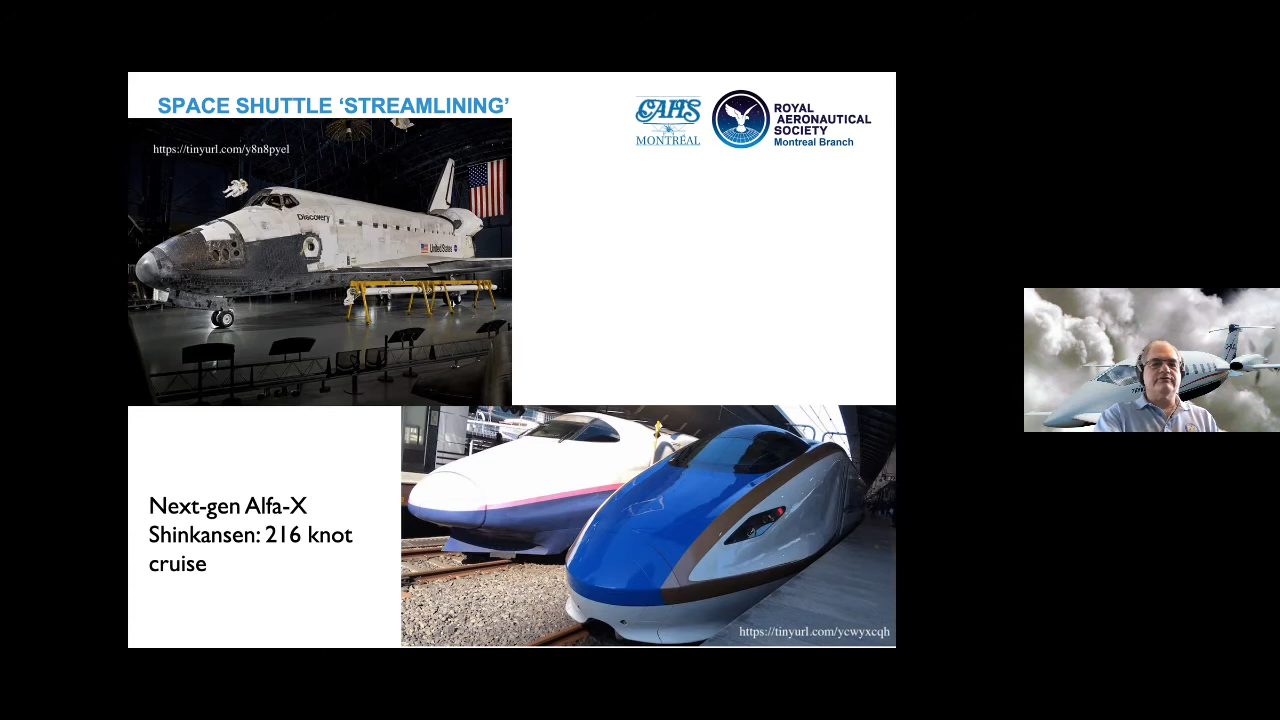 SPACE SHUTTLE ‘STREAMLINING’
CAHS
MONTRÉAL
ROYAL
AERONAUTICAL
SOCIETY
Montreal Branch
https://tinyurl.com/y8n8pyel
Discovery
United States
Next-gen Alfa-X
Shinkansen: 216 knot
cruise
https://tinyurl.com/ycwyxcqh